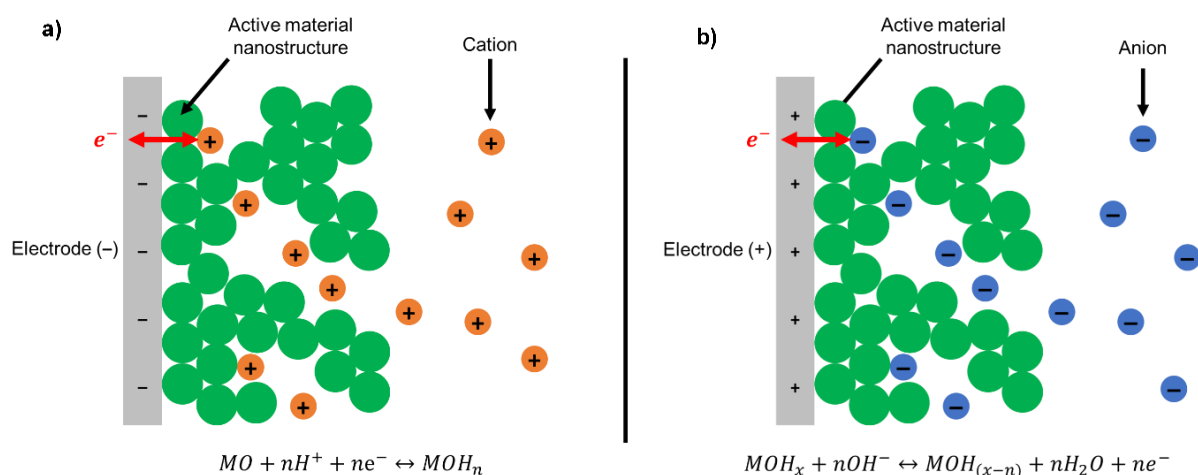 a)
Active material
nanostructure
Cation
e⁻
Electrode (−)
− − − − −
+ + + + + + + + + + + +
MO + nH⁺ + ne⁻ ↔ MOHₙ
b)
Active material
nanostructure
Anion
e⁻
Electrode (+)
+ + + + +
− − − − − − − − − − − −
MOHₓ + nOH⁻ ↔ MOH₍ₓ₋ₙ₎ + nH₂O + ne⁻